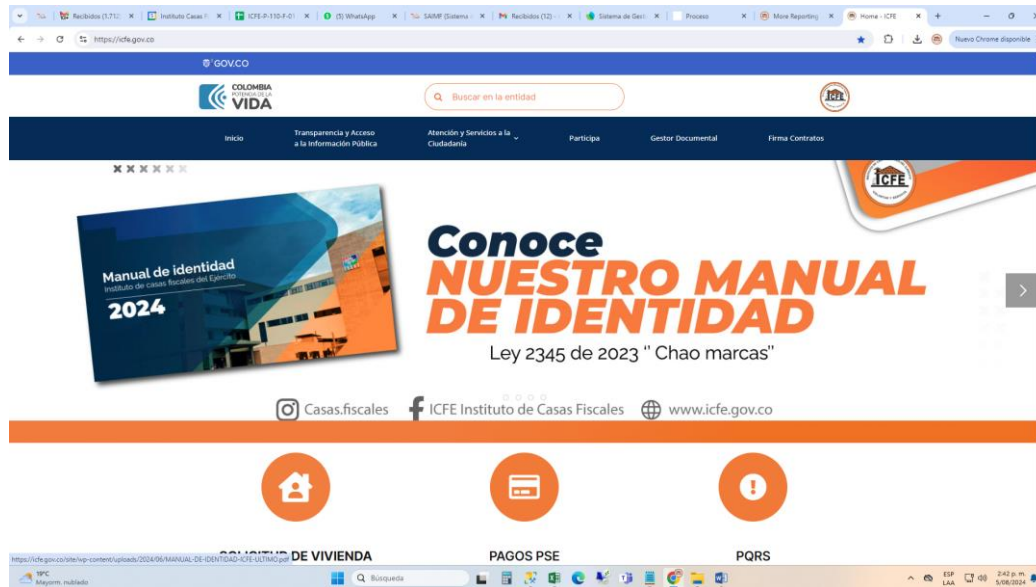 Recibidos (1.712)
Instituto Casas F
ICFE-P-110-F-01
(5) WhatsApp
SAIMF (Sistema
Recibidos (12)
Sistema de Gest
Proceso
More Reporting
Home - ICFE
https://icfe.gov.co
Nuevo Chrome disponible
GOV.CO
COLOMBIA
POTENCIA DE LA
VIDA
Buscar en la entidad
ICFE
Inicio
Transparencia y Acceso
a la Información Pública
Atención y Servicios a la
Ciudadanía
Participa
Gestor Documental
Firma Contratos
ICFE
Manual de identidad
Instituto de casas fiscales del Ejército
2024
Conoce
NUESTRO MANUAL
DE IDENTIDAD
Ley 2345 de 2023 “ Chao marcas”
Casas.fiscales
ICFE Instituto de Casas Fiscales
www.icfe.gov.co
DE VIVIENDA
PAGOS PSE
PQRS
https://icfe.gov.co/site/wp-content/uploads/2024/06/MANUAL-DE-IDENTIDAD-ICFE-ULTIMO.pdf
19°C
Mayorm. nublado
Búsqueda
ESP
LAA
2:42 p. m.
5/08/2024